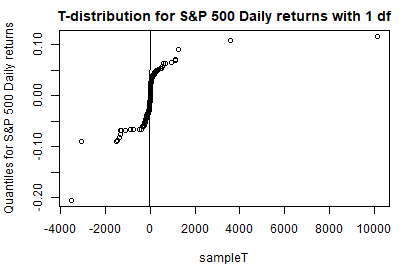 T-distribution for S&P 500 Daily returns with 1 df
Quantiles for S&P 500 Daily returns
0.10
0.00
-0.10
-0.20
-4000 -2000 0 2000 4000 6000 8000 10000
sampleT